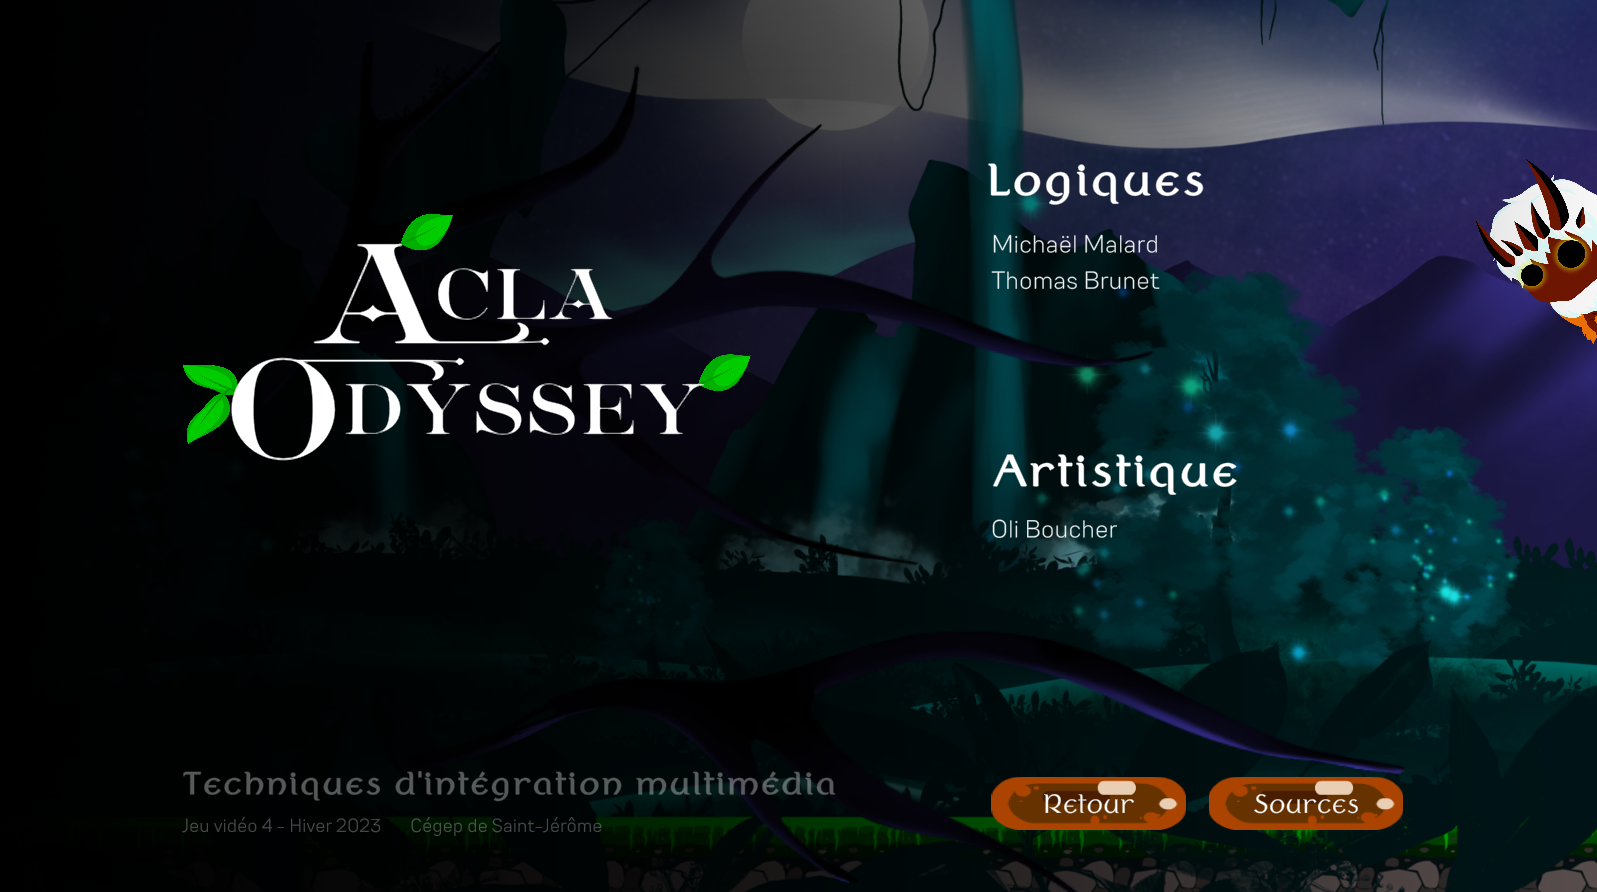 ACLA
ODYSSEY
Logiques
Michaël Malard
Thomas Brunet
Artistique
Oli Boucher
Techniques d'intégration multimédia
Jeu vidéo 4 - Hiver 2023 Cégep de Saint-Jérôme
Retour
Sources